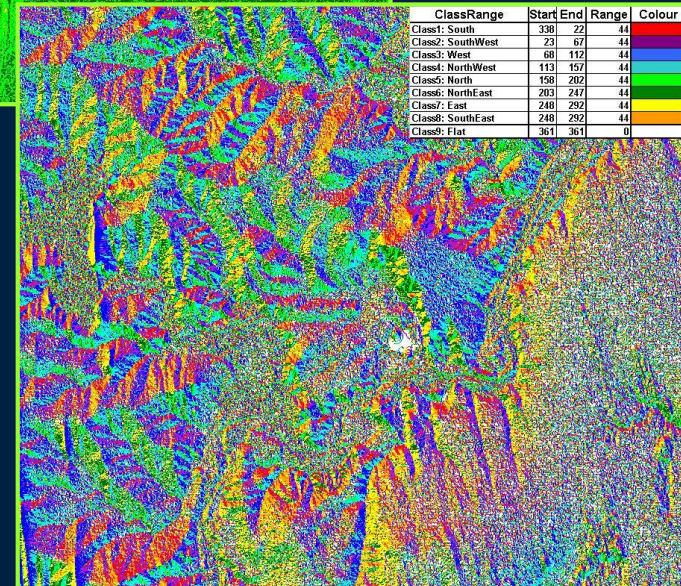 ClassRange Start End Range Colour
Class1: South 338 22 44
Class2: SouthWest 23 67 44
Class3: West 68 112 44
Class4: NorthWest 113 157 44
Class5: North 158 202 44
Class6: NorthEast 203 247 44
Class7: East 248 292 44
Class8: SouthEast 248 292 44
Class9: Flat 361 361 0